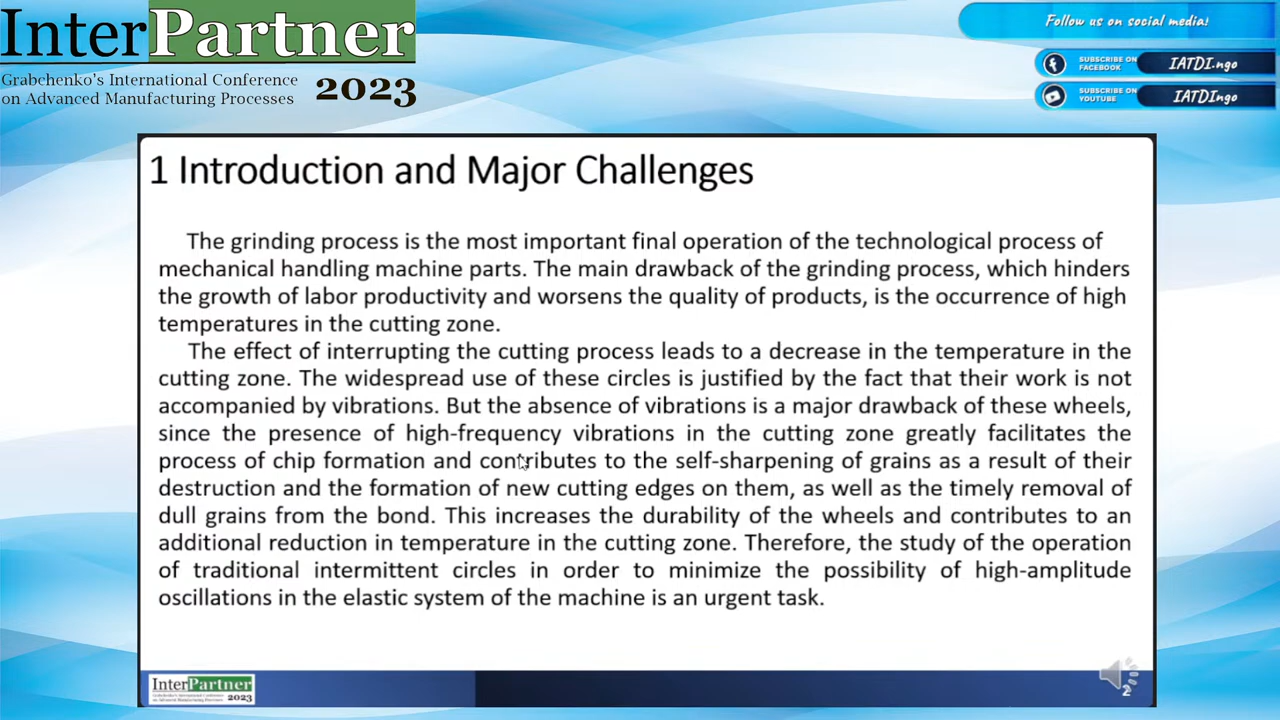 InterPartner
Grabchenko's International Conference
on Advanced Manufacturing Processes
2023
Follow us on social media!
SUBSCRIBE ON
FACEBOOK
IATDI.ngo
SUBSCRIBE ON
YOUTUBE
IATDIngo
1 Introduction and Major Challenges
The grinding process is the most important final operation of the technological process of
mechanical handling machine parts. The main drawback of the grinding process, which hinders
the growth of labor productivity and worsens the quality of products, is the occurrence of high
temperatures in the cutting zone.
The effect of interrupting the cutting process leads to a decrease in the temperature in the
cutting zone. The widespread use of these circles is justified by the fact that their work is not
accompanied by vibrations. But the absence of vibrations is a major drawback of these wheels,
since the presence of high-frequency vibrations in the cutting zone greatly facilitates the
process of chip formation and contributes to the self-sharpening of grains as a result of their
destruction and the formation of new cutting edges on them, as well as the timely removal of
dull grains from the bond. This increases the durability of the wheels and contributes to an
additional reduction in temperature in the cutting zone. Therefore, the study of the operation
of traditional intermittent circles in order to minimize the possibility of high-amplitude
oscillations in the elastic system of the machine is an urgent task.
InterPartner
Grabchenko's International Conference
on Advanced Manufacturing Processes
2023
2